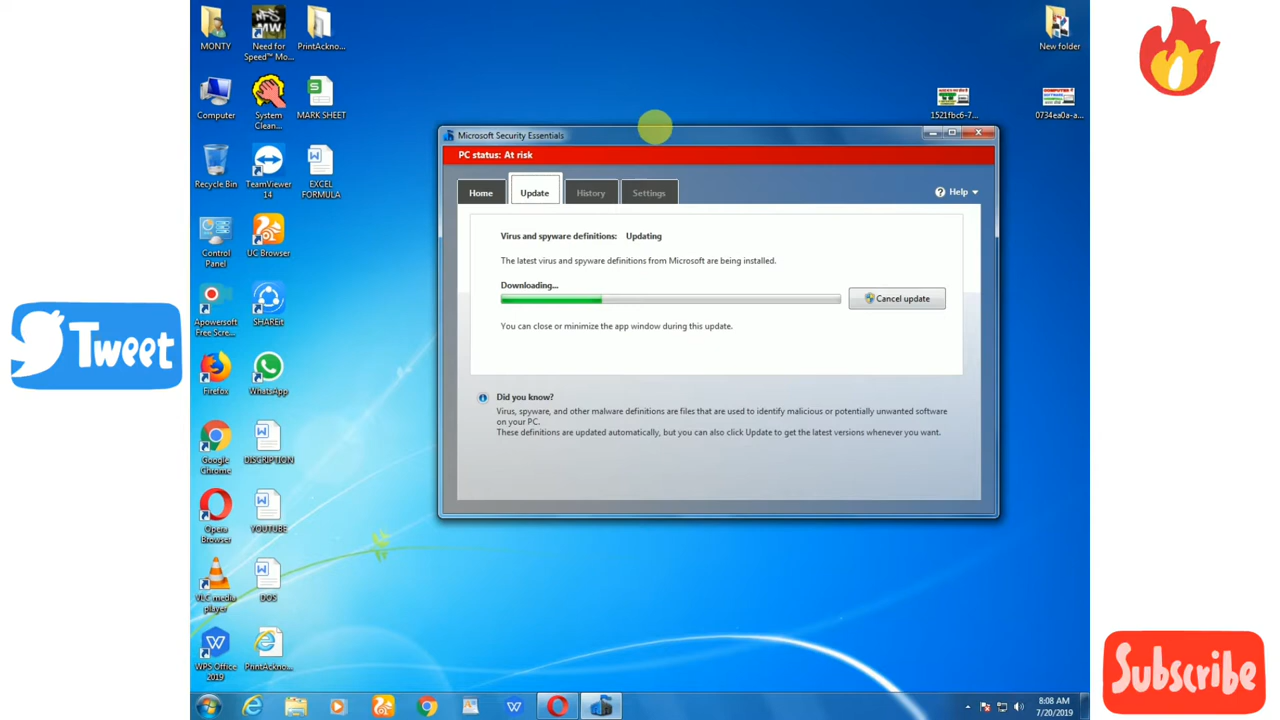 MONTY
Need for
Speed™ Mo...
PrintAckno...
New folder
Computer
System
Clean...
MARK SHEET
1521fbc6-7...
0734ea0a-a...
Microsoft Security Essentials
PC status: At risk
Recycle Bin
TeamViewer
14
EXCEL
FORMULA
Home
Update
History
Settings
Help
Control
Panel
UC Browser
Virus and spyware definitions: Updating
The latest virus and spyware definitions from Microsoft are being installed.
Downloading...
Cancel update
You can close or minimize the app window during this update.
Apowersoft
Free Scre...
SHAREit
Tweet
Firefox
WhatsApp
Did you know?
Virus, spyware, and other malware definitions are files that are used to identify malicious or potentially unwanted software
on your PC.
These definitions are updated automatically, but you can also click Update to get the latest versions whenever you want.
Google
Chrome
DISCRIPTION
Opera
Browser
YOUTUBE
VLC media
player
DOS
WPS Office
2019
PrintAckno...
Subscribe
8:08 AM
7/20/2019